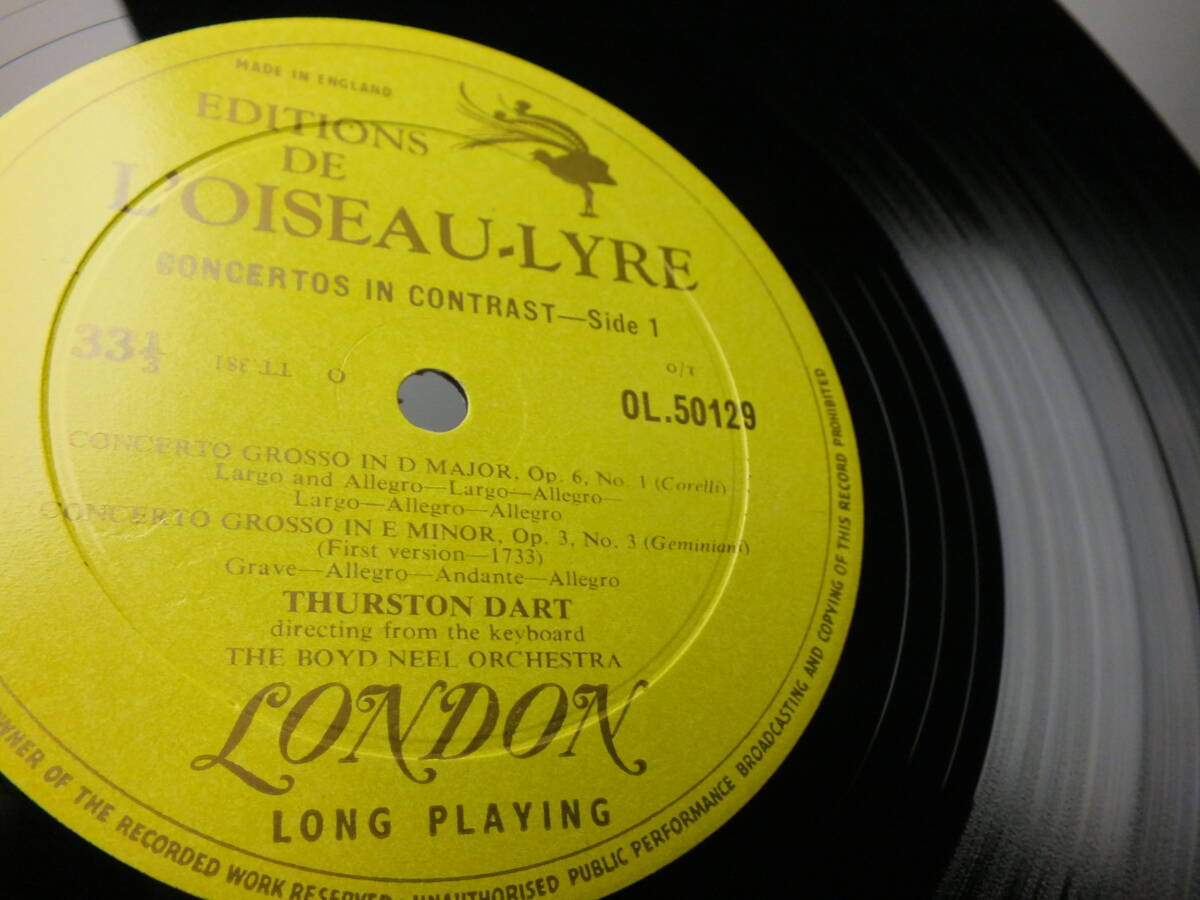 MADE IN ENGLAND
EDITIONS
DE
L'OISEAU-LYRE
CONCERTOS IN CONTRAST—Side 1
33⅓
TT.381
O
O/T
OL.50129
CONCERTO GROSSO IN D MAJOR, Op. 6, No. 1 (Corelli)
Largo and Allegro—Largo—Allegro—
Largo—Allegro—Allegro
CONCERTO GROSSO IN E MINOR, Op. 3, No. 3 (Geminiani)
(First version—1733)
Grave—Allegro—Andante—Allegro
THURSTON DART
directing from the keyboard
THE BOYD NEEL ORCHESTRA
LONDON
LONG PLAYING
OF THE RECORDED WORK RESERVED · UNAUTHORISED PUBLIC PERFORMANCE BROADCASTING AND COPYING OF THIS RECORD PROHIBITED